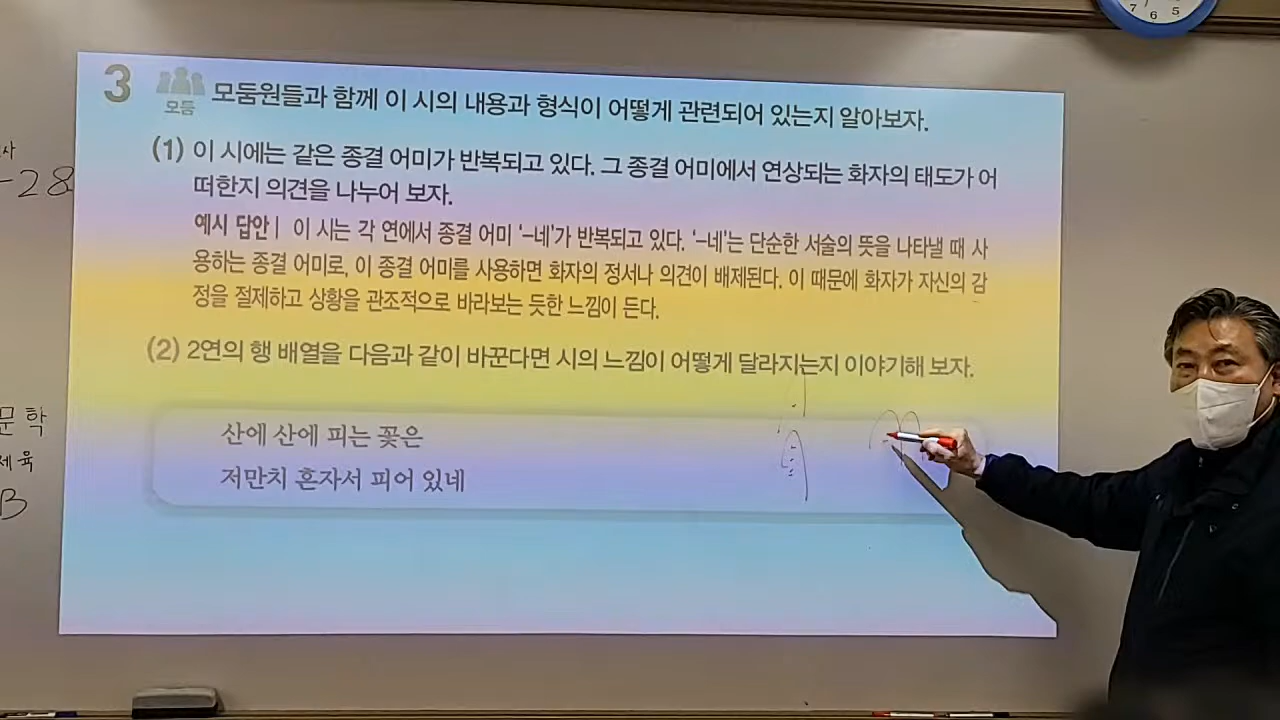 7 6 5
3 모둠 모둠원들과 함께 이 시의 내용과 형식이 어떻게 관련되어 있는지 알아보자.
(1) 이 시에는 같은 종결 어미가 반복되고 있다. 그 종결 어미에서 연상되는 화자의 태도가 어
떠한지 의견을 나누어 보자.
예시 답안| 이 시는 각 연에서 종결 어미 ‘-네’가 반복되고 있다. ‘-네’는 단순한 서술의 뜻을 나타낼 때 사
용하는 종결 어미로, 이 종결 어미를 사용하면 화자의 정서나 의견이 배제된다. 이 때문에 화자가 자신의 감
정을 절제하고 상황을 관조적으로 바라보는 듯한 느낌이 든다.
(2) 2연의 행 배열을 다음과 같이 바꾼다면 시의 느낌이 어떻게 달라지는지 이야기해 보자.
산에 산에 피는 꽃은
저만치 혼자서 피어 있네
사
-28
문학
체육
B